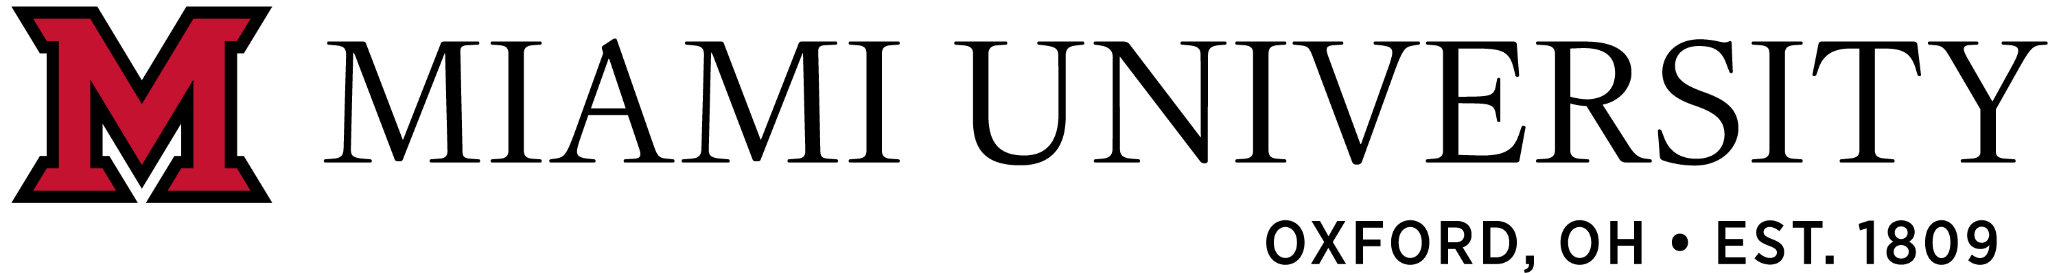 M MIAMI UNIVERSITY
OXFORD, OH • EST. 1809